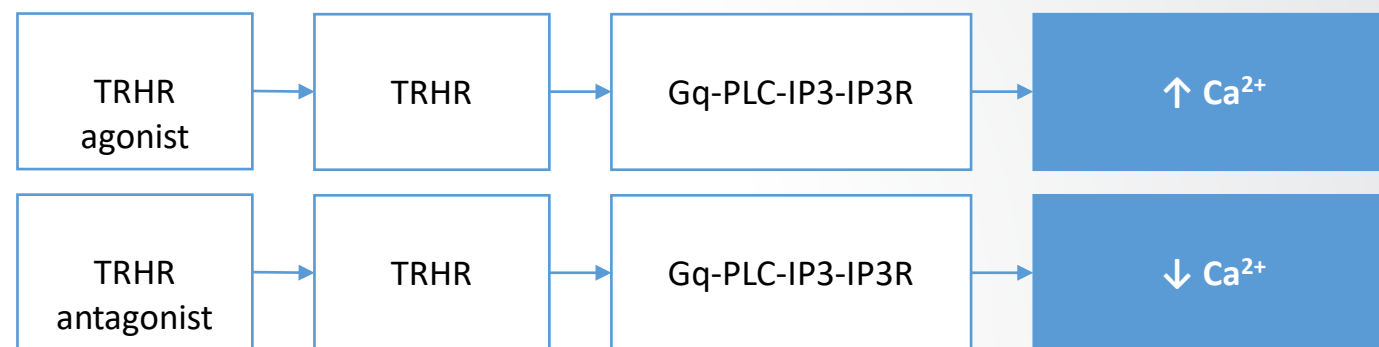 TRHR
agonist
TRHR
Gq-PLC-IP3-IP3R
↑ Ca²⁺
TRHR
antagonist
TRHR
Gq-PLC-IP3-IP3R
↓ Ca²⁺